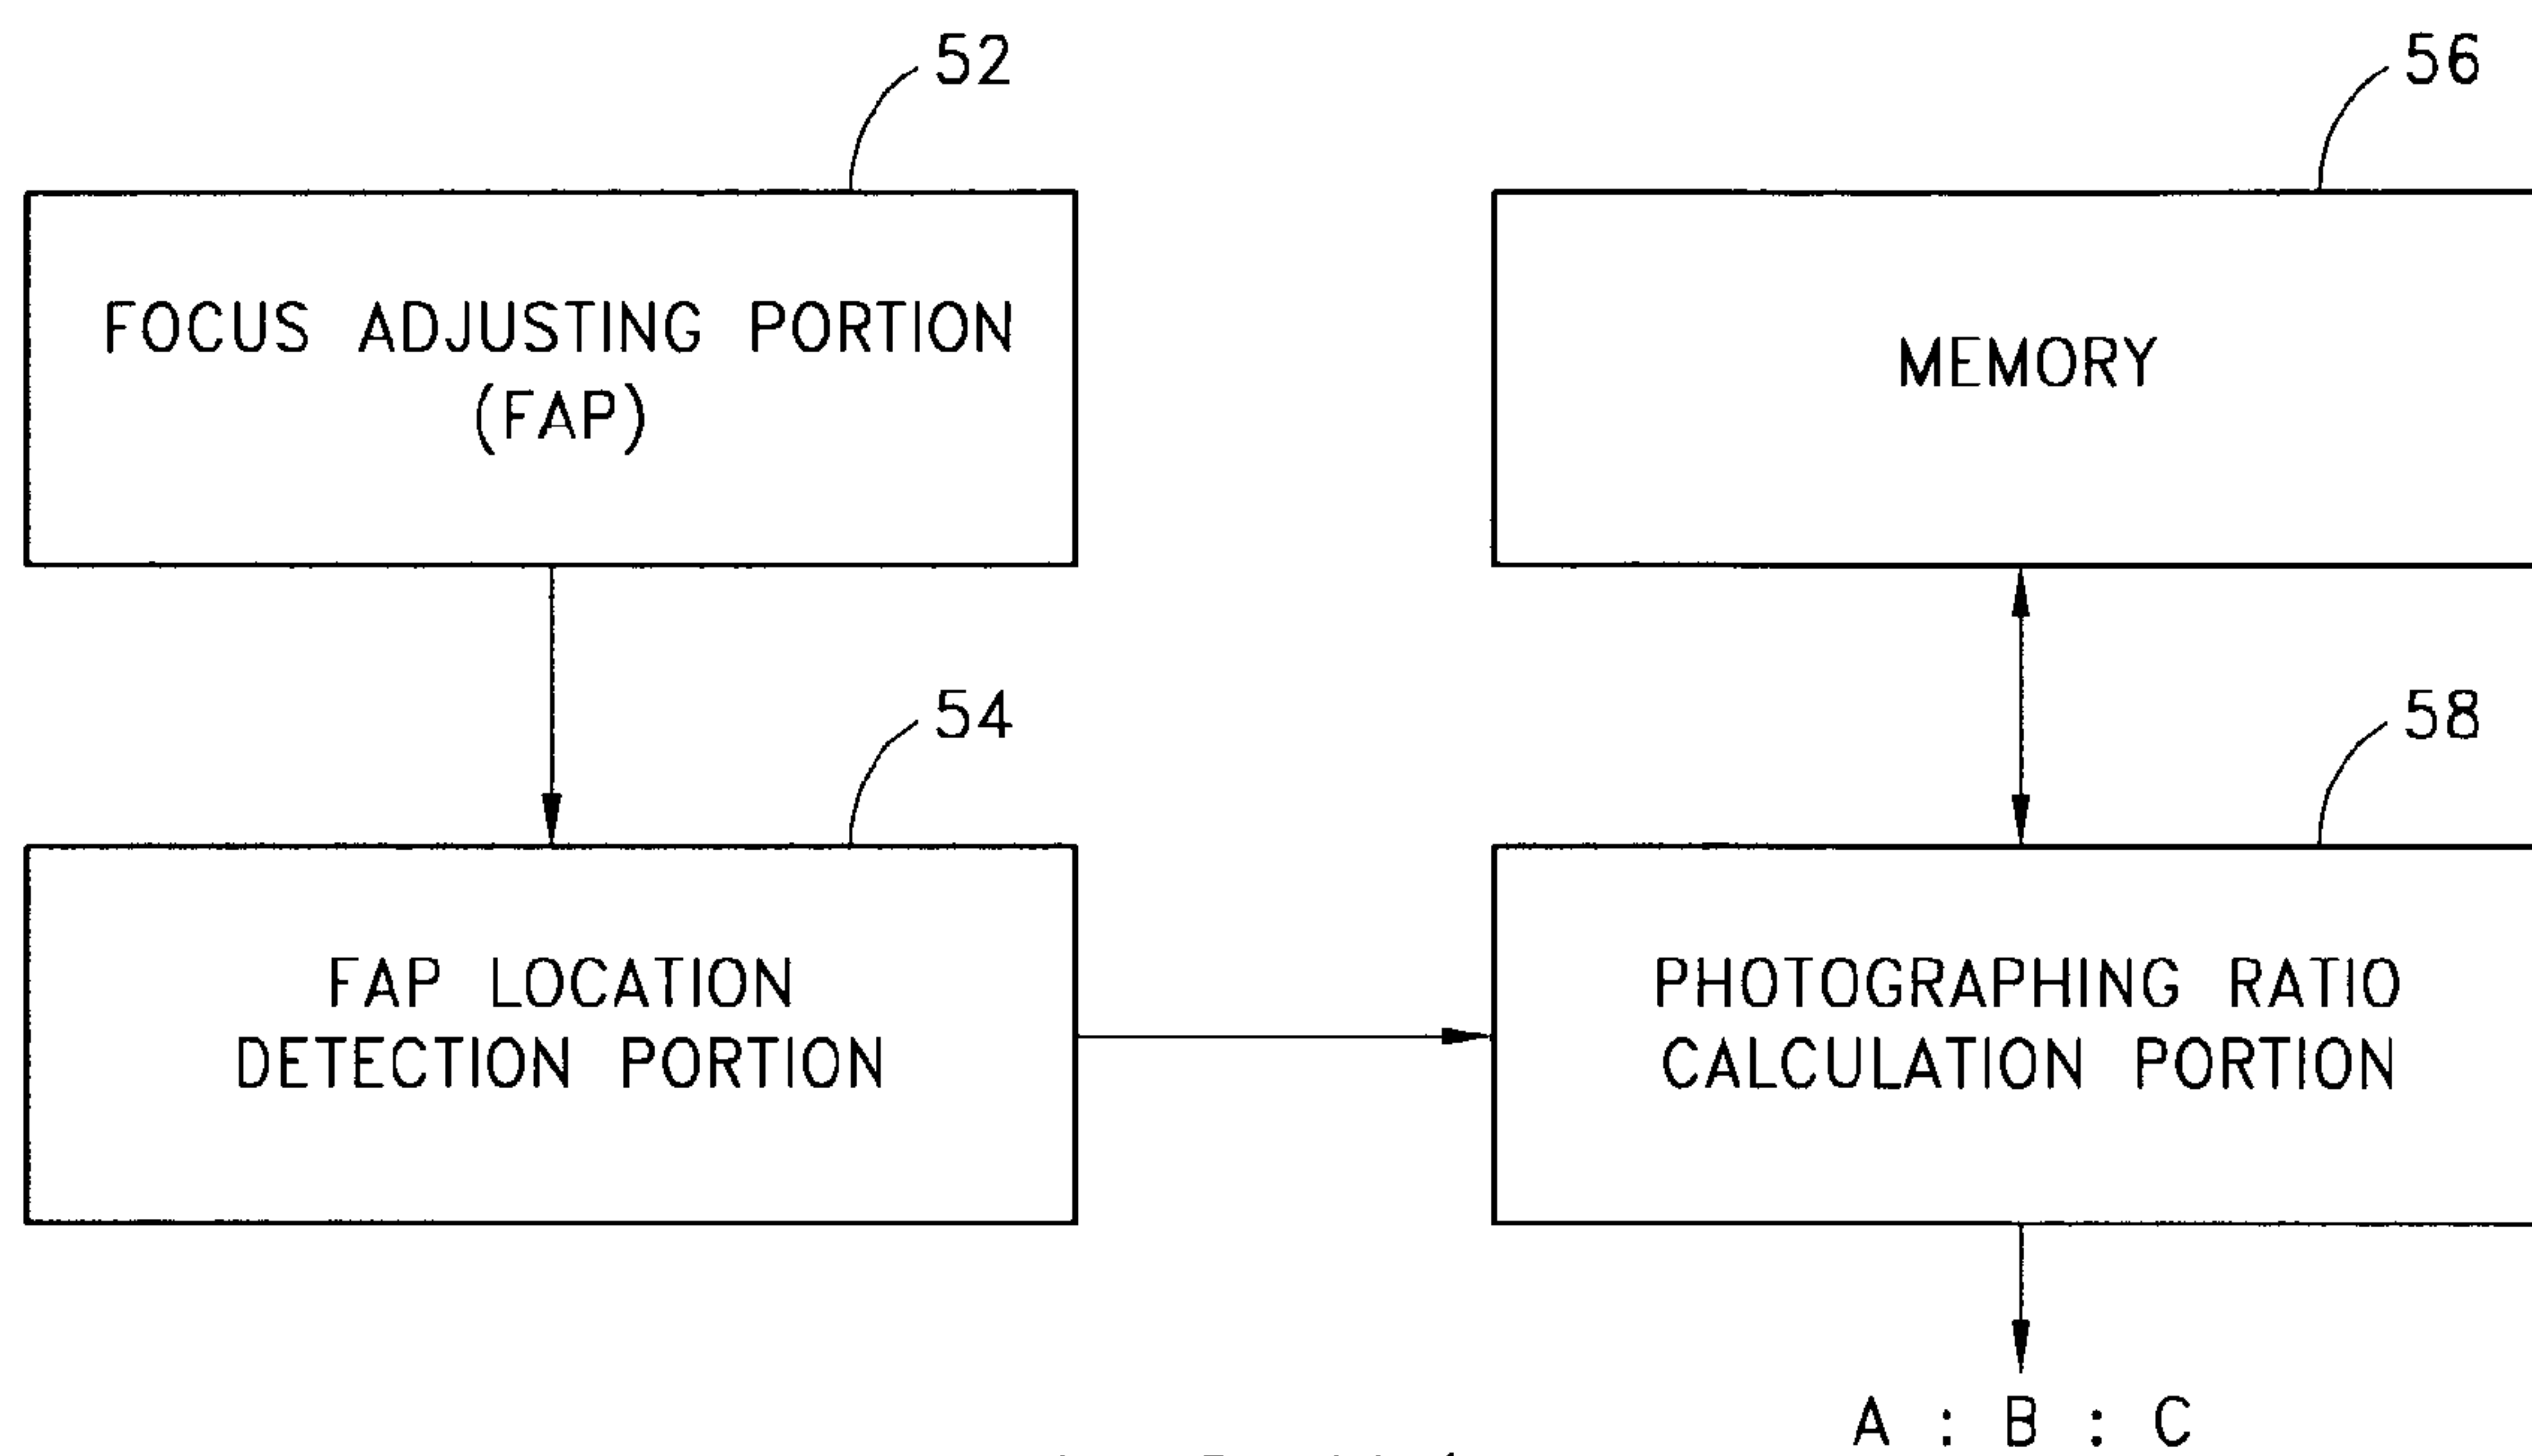 52
56
FOCUS ADJUSTING PORTION
(FAP)
MEMORY
54
58
FAP LOCATION
DETECTION PORTION
PHOTOGRAPHING RATIO
CALCULATION PORTION
A : B : C